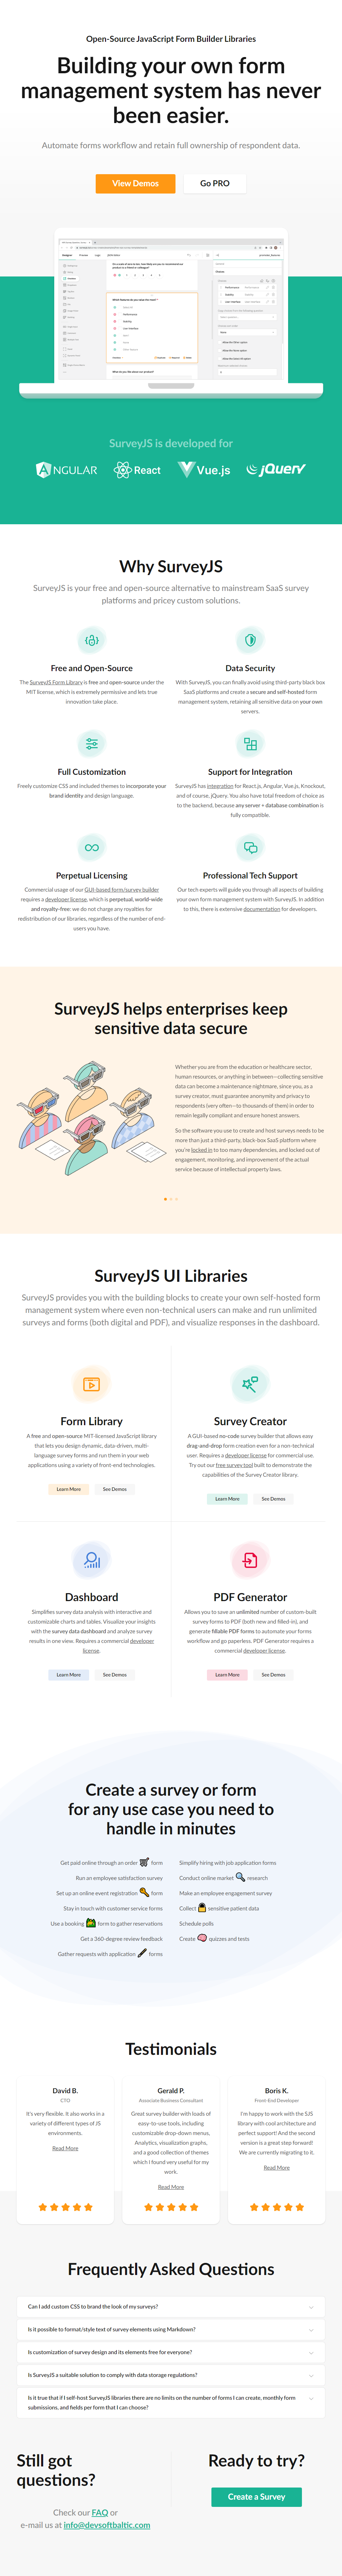 Open-Source JavaScript Form Builder Libraries
Building your own form
management system has never
been easier.
Automate forms workflow and retain full ownership of respondent data.
View Demos
Go PRO
SurveyJS is developed for
NGULAR
React
Vue.js
jQuery
Why SurveyJS
SurveyJS is your free and open-source alternative to mainstream SaaS survey
platforms and pricey custom solutions.
Free and Open-Source
The SurveyJS Form Library is free and open-source under the
MIT license, which is extremely permissive and lets true
innovation take place.
Data Security
With SurveyJS, you can finally avoid using third-party black box
SaaS platforms and create a secure and self-hosted form
management system, retaining all sensitive data on your own
servers.
Full Customization
Freely customize CSS and included themes to incorporate your
brand identity and design language.
Support for Integration
SurveyJS has integration for React.js, Angular, Vue.js, Knockout,
and of course, jQuery. You also have total freedom of choice as
to the backend, because any server + database combination is
fully compatible.
Perpetual Licensing
Commercial usage of our GUI-based form/survey builder
requires a developer license, which is perpetual, world-wide
and royalty-free; we do not charge any royalties for
redistribution of our libraries, regardless of the number of end-
users you have.
Professional Tech Support
Our tech experts will guide you through all aspects of building
your own form management system with SurveyJS. In addition
to this, there is extensive documentation for developers.
SurveyJS helps enterprises keep
sensitive data secure
Whether you are from the education or healthcare sector,
human resources, or anything in between—collecting sensitive
data can become a maintenance nightmare, since you, as a
survey creator, must guarantee anonymity and privacy to
respondents (very often—to thousands of them) in order to
remain legally compliant and ensure honest answers.
So the software you use to create and host surveys needs to be
more than just a third-party, black-box SaaS platform where
you're locked in to too many dependencies, and locked out of
engagement, monitoring, and improvement of the actual
service because of intellectual property laws.
SurveyJS UI Libraries
SurveyJS provides you with the building blocks to create your own self-hosted form
management system where even non-technical users can make and run unlimited
surveys and forms (both digital and PDF), and visualize responses in the dashboard.
Form Library
A free and open-source MIT-licensed JavaScript library
that lets you design dynamic, data-driven, multi-
language survey forms and run them in your web
applications using a variety of front-end technologies.
Learn More
See Demos
Survey Creator
A GUI-based no-code survey builder that allows easy
drag-and-drop form creation even for a non-technical
user. Requires a developer license for commercial use.
Try out our free survey tool built to demonstrate the
capabilities of the Survey Creator library.
Learn More
See Demos
Dashboard
Simplifies survey data analysis with interactive and
customizable charts and tables. Visualize your insights
with the survey data dashboard and analyze survey
results in one view. Requires a commercial developer
license.
Learn More
See Demos
PDF Generator
Allows you to save an unlimited number of custom-built
survey forms to PDF (both new and filled-in), and
generate fillable PDF forms to automate your forms
workflow and go paperless. PDF Generator requires a
commercial developer license.
Learn More
See Demos
Create a survey or form
for any use case you need to
handle in minutes
Get paid online through an order form
Run an employee satisfaction survey
Set up an online event registration form
Stay in touch with customer service forms
Use a booking form to gather reservations
Get a 360-degree review feedback
Gather requests with application forms
Simplify hiring with job application forms
Conduct online market research
Make an employee engagement survey
Collect sensitive patient data
Schedule polls
Create quizzes and tests
Testimonials
David B.
CTO
It's very flexible. It also works in a
variety of different types of JS
environments.
Read More
Gerald P.
Associate Business Consultant
Great survey builder with loads of
easy-to-use tools, including
customizable drop-down menus,
Analytics, visualization graphs,
and a good collection of themes
which I found very useful for my
work.
Read More
Boris K.
Front-End Developer
I'm happy to work with the SJS
library with cool architecture and
perfect support! And the second
version is a great step forward!
We are currently migrating to it.
Read More
Frequently Asked Questions
Can I add custom CSS to brand the look of my surveys?
Is it possible to format/style text of survey elements using Markdown?
Is customization of survey design and its elements free for everyone?
Is SurveyJS a suitable solution to comply with data storage regulations?
Is it true that if I self-host SurveyJS libraries there are no limits on the number of forms I can create, monthly form
submissions, and fields per form that I can choose?
Still got
questions?
Check our FAQ or
e-mail us at info@devsoftbaltic.com
Ready to try?
Create a Survey